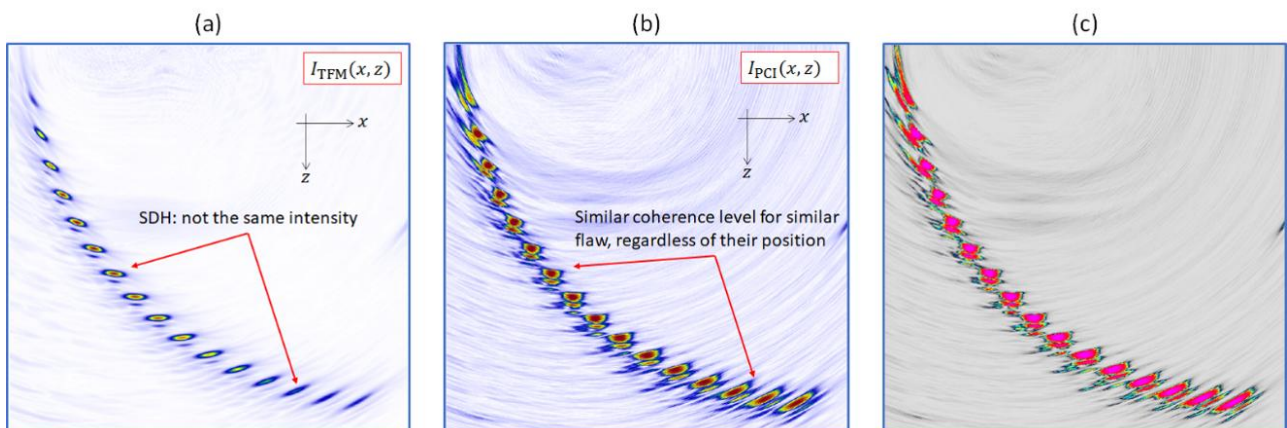 (a)
(b)
(c)
I_TFM(x, z)
x
z
SDH: not the same intensity
I_PCI(x, z)
x
z
Similar coherence level for similar
flaw, regardless of their position